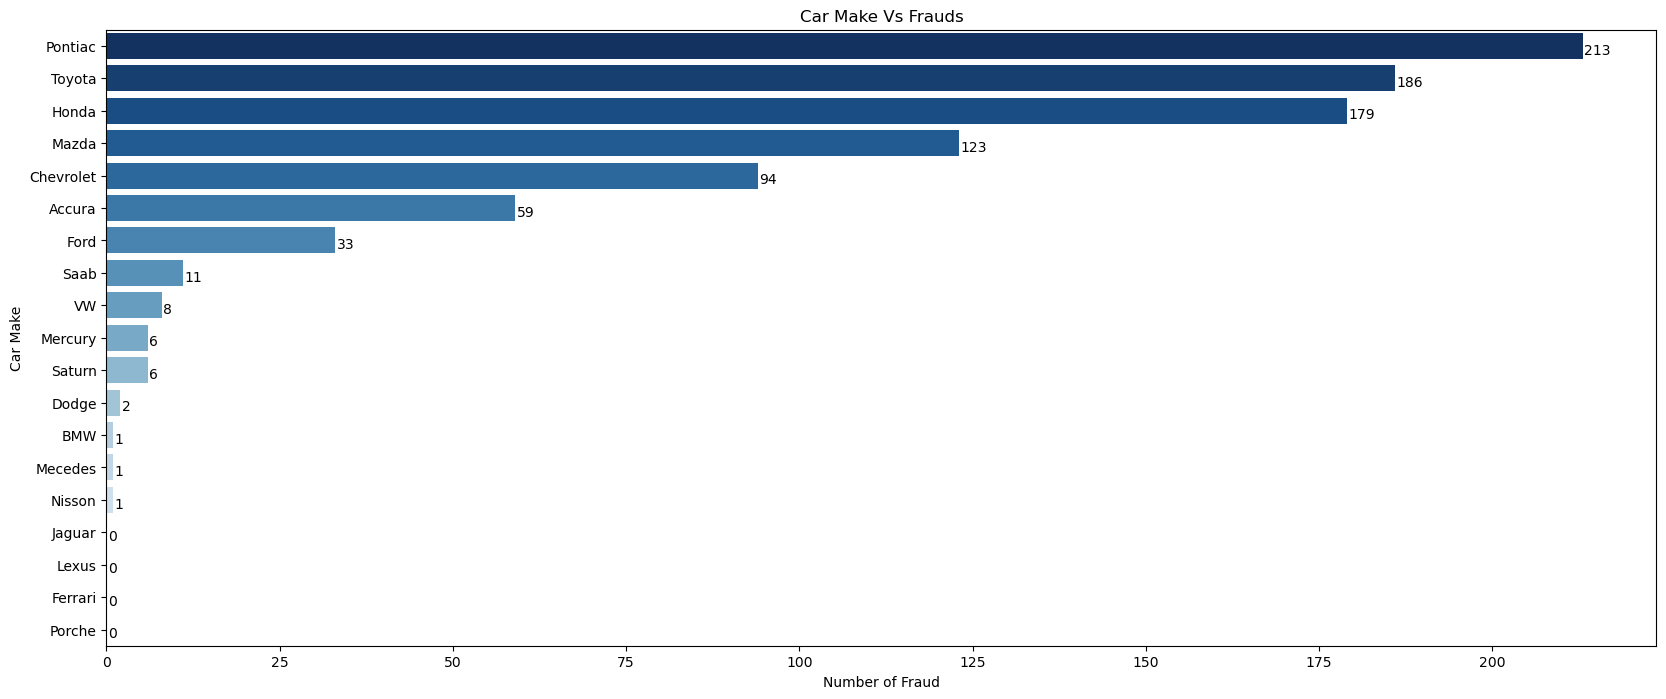 Car Make Vs Frauds
Car Make
Pontiac 213
Toyota 186
Honda 179
Mazda 123
Chevrolet 94
Accura 59
Ford 33
Saab 11
VW 8
Mercury 6
Saturn 6
Dodge 2
BMW 1
Mecedes 1
Nisson 1
Jaguar 0
Lexus 0
Ferrari 0
Porche 0
0 25 50 75 100 125 150 175 200
Number of Fraud